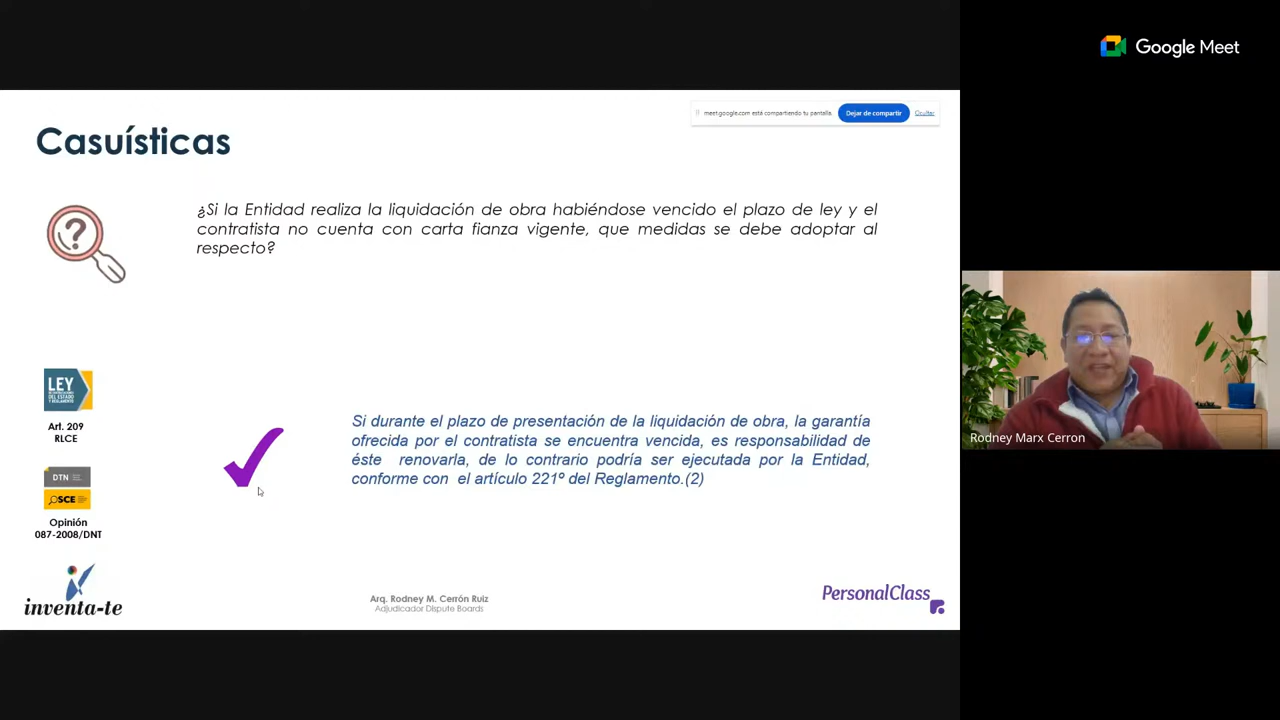 Google Meet
meet.google.com está compartiendo tu pantalla.
Dejar de compartir
Ocultar
Casuísticas
¿Si la Entidad realiza la liquidación de obra habiéndose vencido el plazo de ley y el
contratista no cuenta con carta fianza vigente, que medidas se debe adoptar al
respecto?
LEY
DE CONTRATACIONES
DEL ESTADO
Y REGLAMENTO
Art. 209
RLCE
Si durante el plazo de presentación de la liquidación de obra, la garantía
ofrecida por el contratista se encuentra vencida, es responsabilidad de
éste renovarla, de lo contrario podría ser ejecutada por la Entidad,
conforme con el artículo 221º del Reglamento.(2)
DTN
OSCE
Opinión
087-2008/DNT
Rodney Marx Cerron
inventa-te
Arq. Rodney M. Cerrón Ruiz
Adjudicador Dispute Boards
PersonalClass